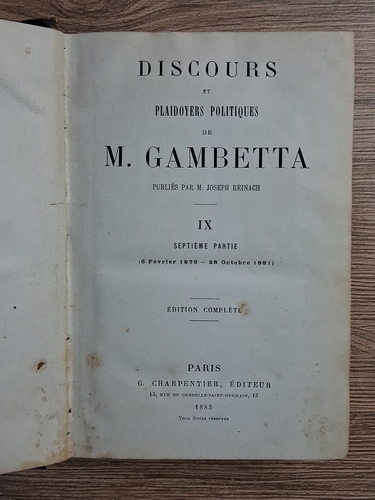 DISCOURS
ET
PLAIDOYERS POLITIQUES
DE
M. GAMBETTA
PUBLIÉS PAR M. JOSEPH REINACH
IX
SEPTIÈME PARTIE
(6 Février 1879 — 28 Octobre 1881)
ÉDITION COMPLÈTE
PARIS
G. CHARPENTIER, ÉDITEUR
13, RUE DE GRENELLE-SAINT-GERMAIN, 13
1883
Tous droits réservés